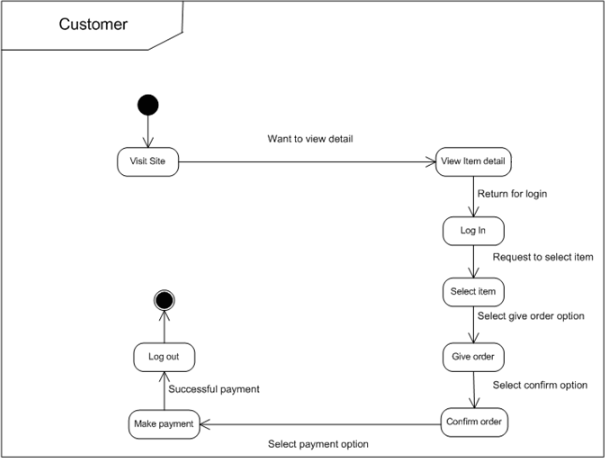 Customer
Want to view detail
Visit Site
View Item detail
Return for login
Log In
Request to select item
Select item
Select give order option
Give order
Select confirm option
Confirm order
Select payment option
Make payment
Successful payment
Log out